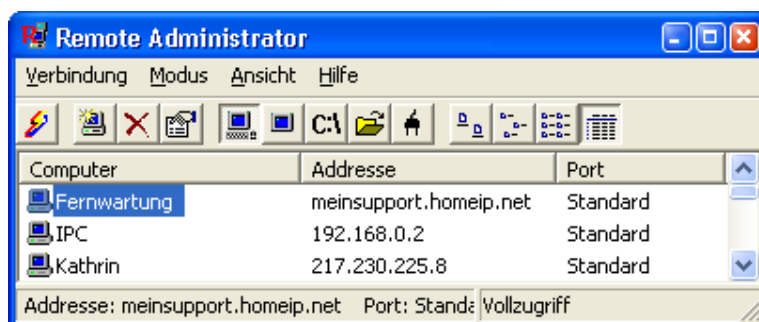 Remote Administrator
Verbindung Modus Ansicht Hilfe
C:\
Computer Addresse Port
Fernwartung meinsupport.homeip.net Standard
IPC 192.168.0.2 Standard
Kathrin 217.230.225.8 Standard
Addresse: meinsupport.homeip.net Port: Standa Vollzugriff